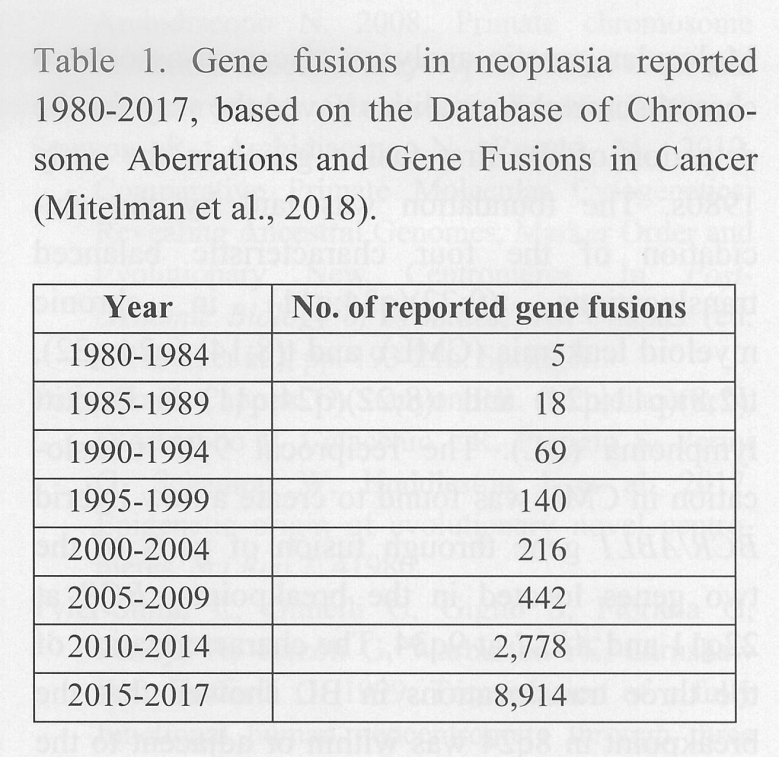 Table 1. Gene fusions in neoplasia reported
1980-2017, based on the Database of Chromo-
some Aberrations and Gene Fusions in Cancer
(Mitelman et al., 2018).
Year No. of reported gene fusions
1980-1984 5
1985-1989 18
1990-1994 69
1995-1999 140
2000-2004 216
2005-2009 442
2010-2014 2,778
2015-2017 8,914